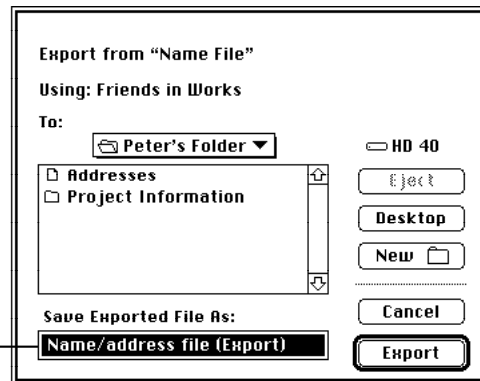 Export from “Name File”
Using: Friends in Works
To:
Peter's Folder
HD 40
Addresses
Project Information
Eject
Desktop
New
Save Exported File As:
Name/address file (Export)
Cancel
Export